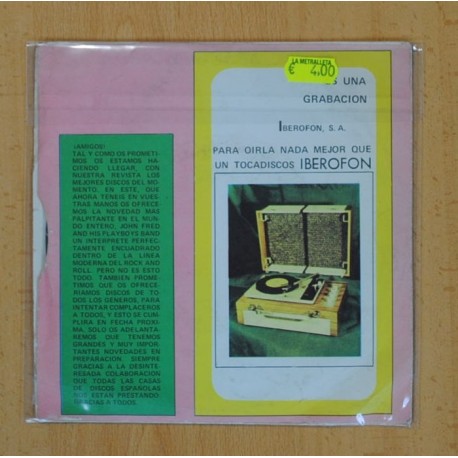 LA METRALLETA
€ 4,00
ES UNA
GRABACION
IBEROFON, S. A.
PARA OIRLA NADA MEJOR QUE
UN TOCADISCOS IBEROFON
¡AMIGOS!
TAL Y COMO OS PROMETI-
MOS OS ESTAMOS HA-
CIENDO LLEGAR, CON
NUESTRA REVISTA LOS
MEJORES DISCOS DEL MO-
MENTO. EN ESTE, QUE
AHORA TENEIS EN VUES-
TRAS MANOS OS OFRECE-
MOS LA NOVEDAD MAS
PALPITANTE EN EL MUN-
DO ENTERO, JOHN FRED
AND HIS PLAYBOYS BAND
UN INTERPRETE PERFEC-
TAMENTE ENCUADRADO
DENTRO DE LA LINEA
MODERNA DEL ROCK AND
ROLL. PERO NO ES ESTO
TODO. TAMBIEN PROME-
TIMOS QUE OS OFRECE-
RIAMOS DISCOS DE TO-
DOS LOS GENEROS, PARA
INTENTAR COMPLACEROS
A TODOS, Y ESTO SE CUM-
PLIRA EN FECHA PROXI-
MA, SOLO OS ADELANTA-
REMOS QUE TENEMOS
GRANDES Y MUY IMPOR-
TANTES NOVEDADES EN
PREPARACION. SIEMPRE
GRACIAS A LA DESINTE-
RESADA COLABORACION
QUE TODAS LAS CASAS
DE DISCOS ESPAÑOLAS
NOS ESTAN PRESTANDO.
GRACIAS A TODOS.